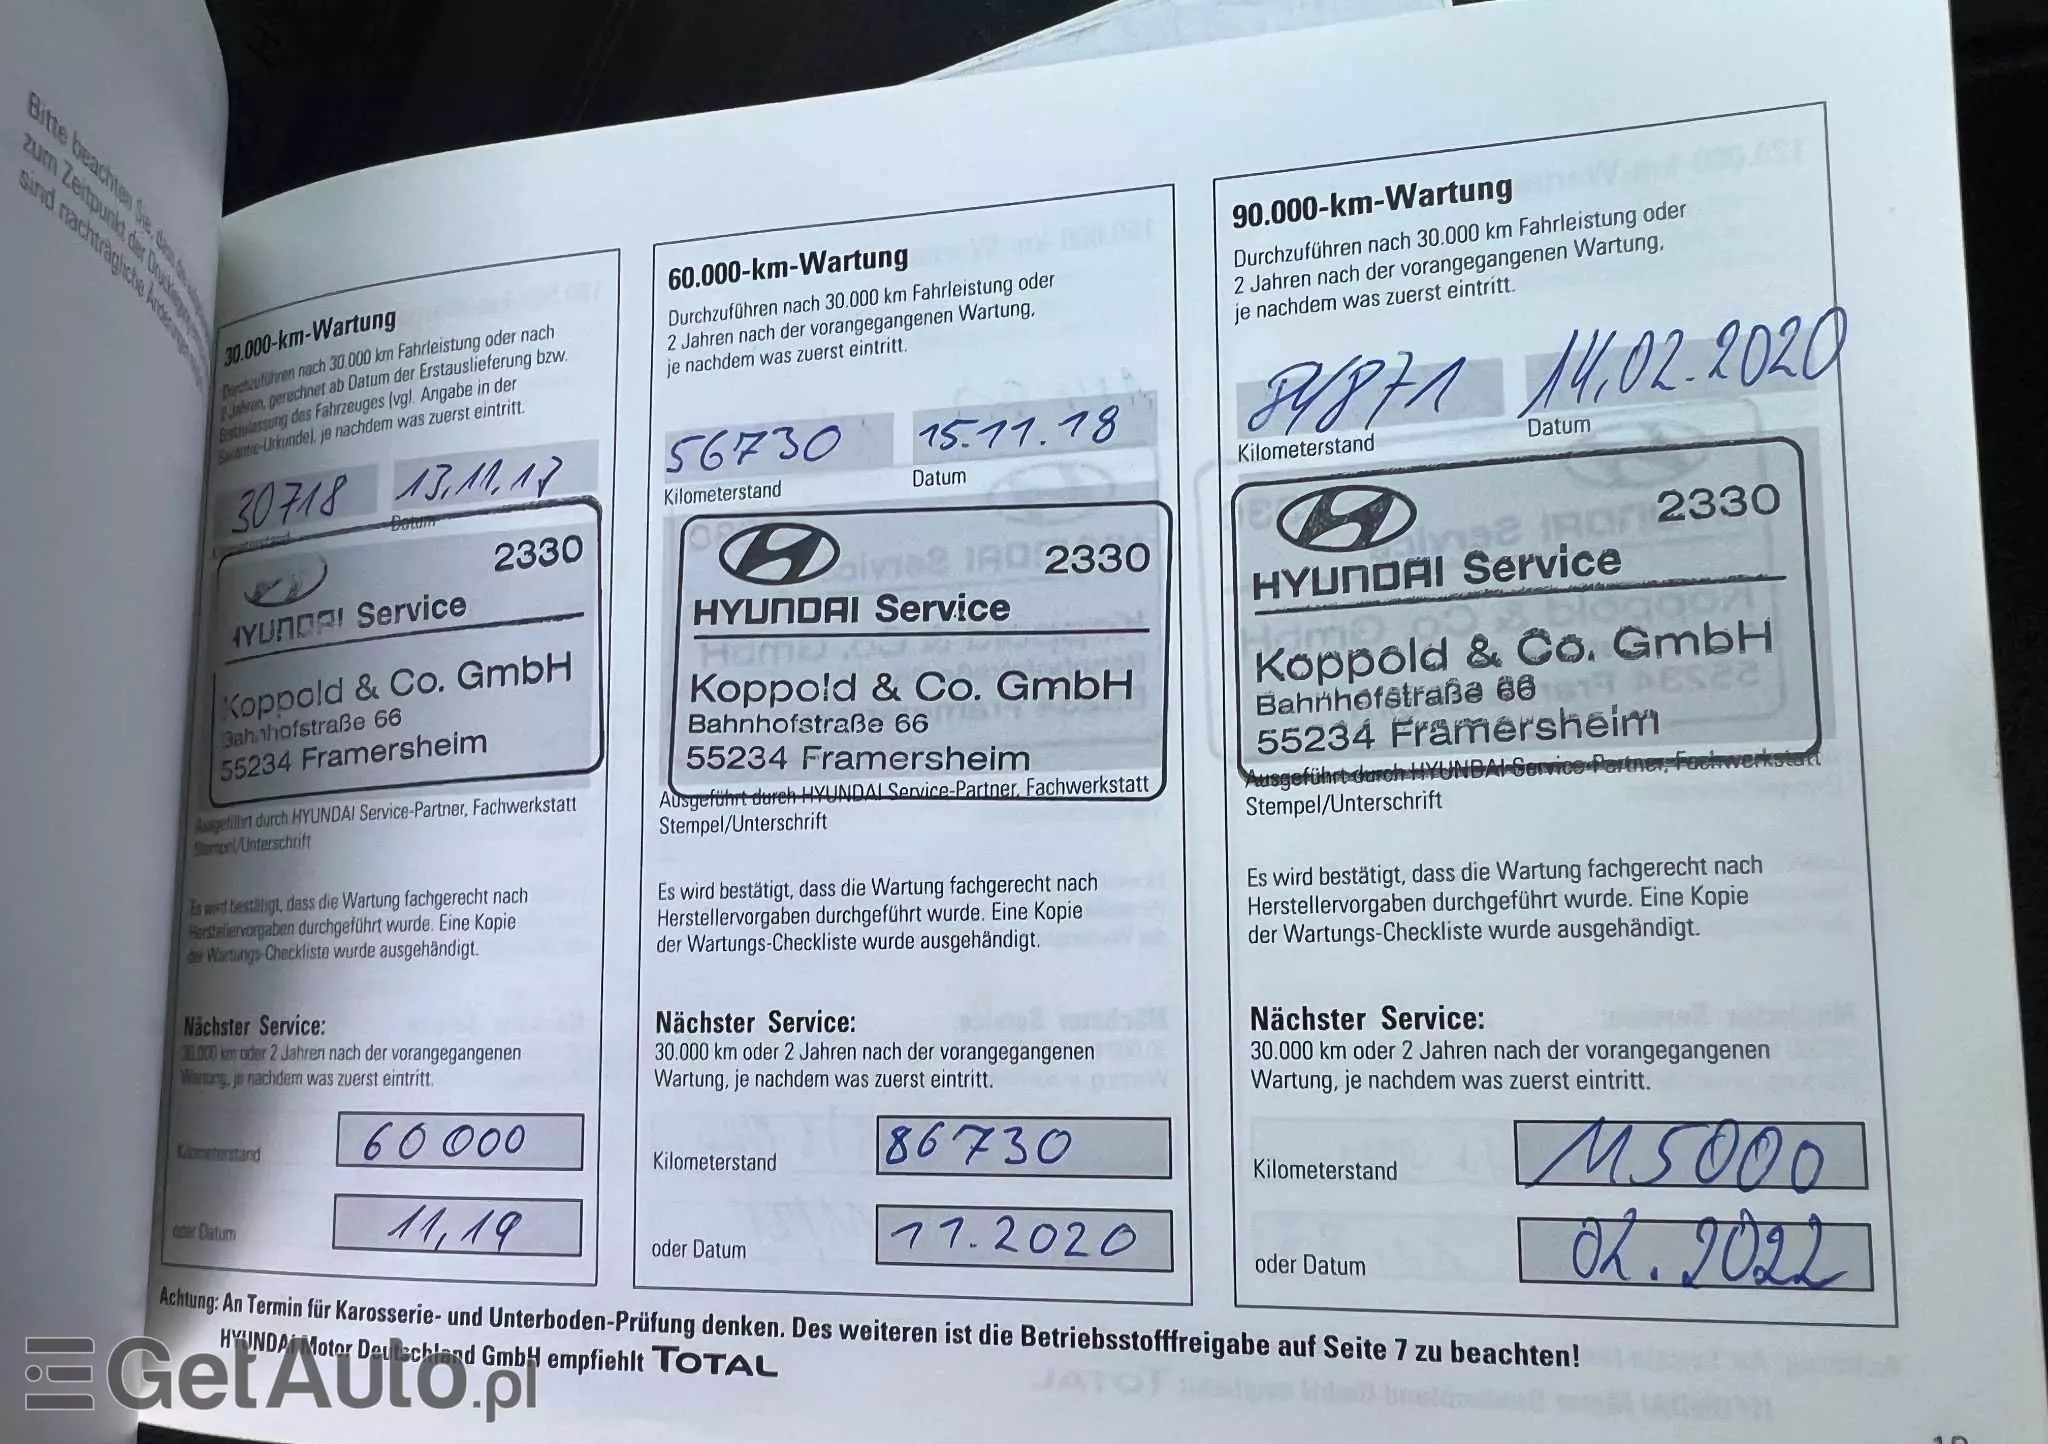 Bitte beachten Sie, dass
zum Zeitpunkt der Drucklegung
sind nachträgliche Änderungen
30.000-km-Wartung
Durchzuführen nach 30.000 km Fahrleistung oder nach
2 Jahren, gerechnet ab Datum der Erstauslieferung bzw.
Erstzulassung des Fahrzeuges (vgl. Angabe in der
Garantie-Urkunde), je nachdem was zuerst eintritt.
30718 13.11.17
Kilometerstand Datum
2330
HYUNDAI Service
Koppold & Co. GmbH
Bahnhofstraße 66
55234 Framersheim
Ausgeführt durch HYUNDAI Service-Partner, Fachwerkstatt
Stempel/Unterschrift
Es wird bestätigt, dass die Wartung fachgerecht nach
Herstellervorgaben durchgeführt wurde. Eine Kopie
der Wartungs-Checkliste wurde ausgehändigt.
Nächster Service:
30.000 km oder 2 Jahren nach der vorangegangenen
Wartung, je nachdem was zuerst eintritt.
Kilometerstand 60 000
oder Datum 11,19
60.000-km-Wartung
Durchzuführen nach 30.000 km Fahrleistung oder
2 Jahren nach der vorangegangenen Wartung,
je nachdem was zuerst eintritt.
56730 15.11.18
Kilometerstand Datum
2330
HYUNDAI Service
Koppold & Co. GmbH
Bahnhofstraße 66
55234 Framersheim
Ausgeführt durch HYUNDAI Service-Partner, Fachwerkstatt
Stempel/Unterschrift
Es wird bestätigt, dass die Wartung fachgerecht nach
Herstellervorgaben durchgeführt wurde. Eine Kopie
der Wartungs-Checkliste wurde ausgehändigt.
Nächster Service:
30.000 km oder 2 Jahren nach der vorangegangenen
Wartung, je nachdem was zuerst eintritt.
Kilometerstand 86730
oder Datum 11.2020
90.000-km-Wartung
Durchzuführen nach 30.000 km Fahrleistung oder
2 Jahren nach der vorangegangenen Wartung,
je nachdem was zuerst eintritt.
84871 14.02.2020
Kilometerstand Datum
2330
HYUNDAI Service
Koppold & Co. GmbH
Bahnhofstraße 66
55234 Framersheim
Ausgeführt durch HYUNDAI Service-Partner, Fachwerkstatt
Stempel/Unterschrift
Es wird bestätigt, dass die Wartung fachgerecht nach
Herstellervorgaben durchgeführt wurde. Eine Kopie
der Wartungs-Checkliste wurde ausgehändigt.
Nächster Service:
30.000 km oder 2 Jahren nach der vorangegangenen
Wartung, je nachdem was zuerst eintritt.
Kilometerstand 115000
oder Datum 02.2022
Achtung: An Termin für Karosserie- und Unterboden-Prüfung denken. Des weiteren ist die Betriebsstofffreigabe auf Seite 7 zu beachten!
HYUNDAI Motor Deutschland GmbH empfiehlt TOTAL
GetAuto.pl